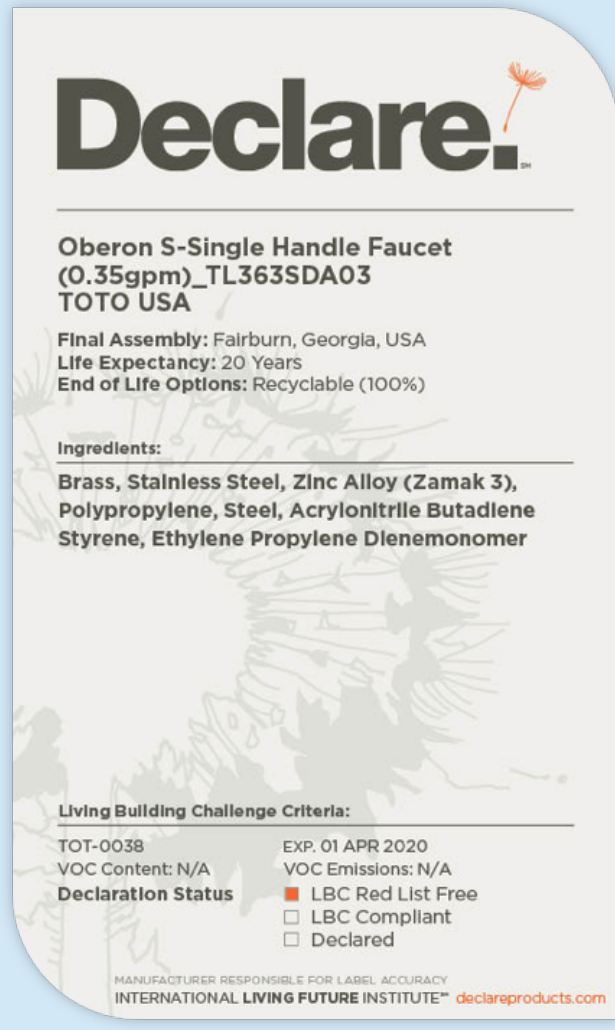 Declare.℠
Oberon S-Single Handle Faucet
(0.35gpm)_TL363SDA03
TOTO USA
Final Assembly: Fairburn, Georgia, USA
Life Expectancy: 20 Years
End of Life Options: Recyclable (100%)
Ingredients:
Brass, Stainless Steel, Zinc Alloy (Zamak 3),
Polypropylene, Steel, Acrylonitrile Butadiene
Styrene, Ethylene Propylene Dienemonomer
Living Building Challenge Criteria:
TOT-0038 EXP. 01 APR 2020
VOC Content: N/A VOC Emissions: N/A
Declaration Status LBC Red List Free
LBC Compliant
Declared
MANUFACTURER RESPONSIBLE FOR LABEL ACCURACY
INTERNATIONAL LIVING FUTURE INSTITUTE℠ declareproducts.com